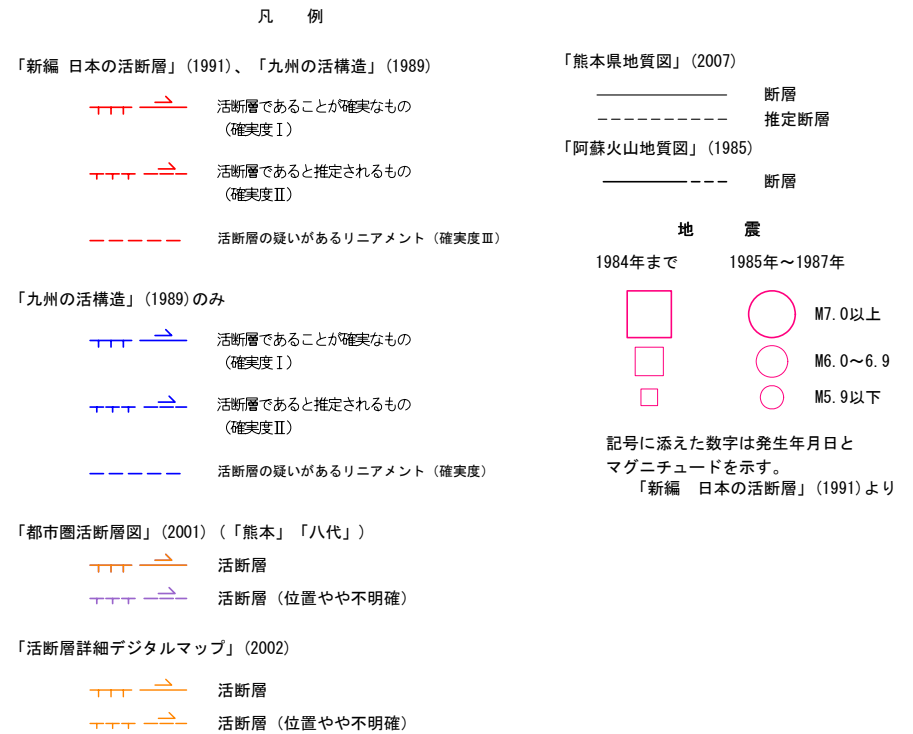 凡　例
「新編 日本の活断層」(1991)、「九州の活構造」(1989)
活断層であることが確実なもの
（確実度Ⅰ）
活断層であると推定されるもの
（確実度Ⅱ）
活断層の疑いがあるリニアメント（確実度Ⅲ）
「九州の活構造」(1989)のみ
活断層であることが確実なもの
（確実度Ⅰ）
活断層であると推定されるもの
（確実度Ⅱ）
活断層の疑いがあるリニアメント（確実度）
「都市圏活断層図」(2001)（「熊本」「八代」）
活断層
活断層（位置やや不明確）
「活断層詳細デジタルマップ」(2002)
活断層
活断層（位置やや不明確）
「熊本県地質図」(2007)
断層
推定断層
「阿蘇火山地質図」(1985)
断層
地　震
1984年まで　1985年～1987年
M7.0以上
M6.0～6.9
M5.9以下
記号に添えた数字は発生年月日と
マグニチュードを示す。
「新編　日本の活断層」(1991)より